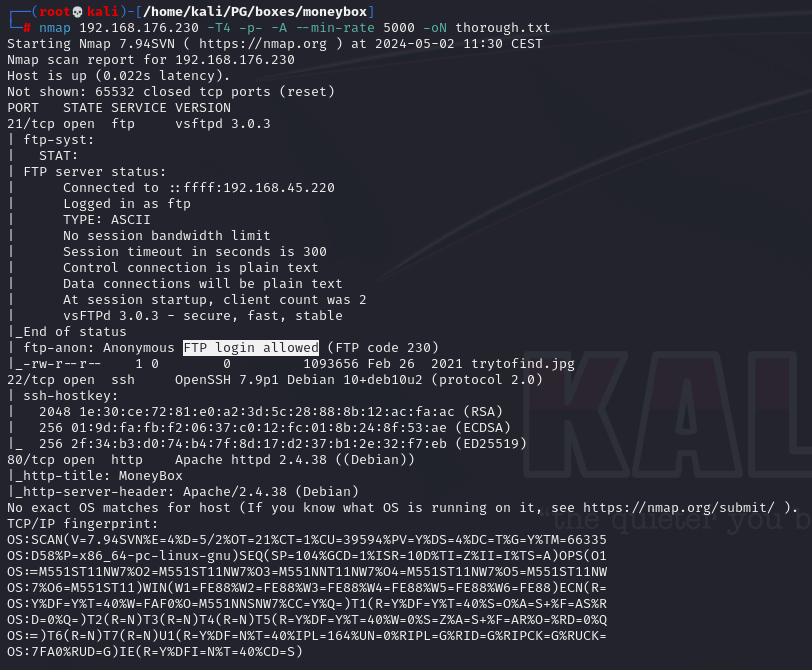 ┌──(root💀kali)-[/home/kali/PG/boxes/moneybox]
└─# nmap 192.168.176.230 -T4 -p- -A --min-rate 5000 -oN thorough.txt
Starting Nmap 7.94SVN ( https://nmap.org ) at 2024-05-02 11:30 CEST
Nmap scan report for 192.168.176.230
Host is up (0.022s latency).
Not shown: 65532 closed tcp ports (reset)
PORT   STATE SERVICE VERSION
21/tcp open  ftp     vsftpd 3.0.3
| ftp-syst:
|   STAT:
| FTP server status:
|      Connected to ::ffff:192.168.45.220
|      Logged in as ftp
|      TYPE: ASCII
|      No session bandwidth limit
|      Session timeout in seconds is 300
|      Control connection is plain text
|      Data connections will be plain text
|      At session startup, client count was 2
|      vsFTPd 3.0.3 - secure, fast, stable
|_End of status
| ftp-anon: Anonymous FTP login allowed (FTP code 230)
|_-rw-r--r--    1 0        0         1093656 Feb 26  2021 trytofind.jpg
22/tcp open  ssh     OpenSSH 7.9p1 Debian 10+deb10u2 (protocol 2.0)
| ssh-hostkey:
|   2048 1e:30:ce:72:81:e0:a2:3d:5c:28:88:8b:12:ac:fa:ac (RSA)
|   256 01:9d:fa:fb:f2:06:37:c0:12:fc:01:8b:24:8f:53:ae (ECDSA)
|_  256 2f:34:b3:d0:74:b4:7f:8d:17:d2:37:b1:2e:32:f7:eb (ED25519)
80/tcp open  http    Apache httpd 2.4.38 ((Debian))
|_http-title: MoneyBox
|_http-server-header: Apache/2.4.38 (Debian)
No exact OS matches for host (If you know what OS is running on it, see https://nmap.org/submit/ ).
TCP/IP fingerprint:
OS:SCAN(V=7.94SVN%E=4%D=5/2%OT=21%CT=1%CU=39594%PV=Y%DS=4%DC=T%G=Y%TM=66335
OS:D58%P=x86_64-pc-linux-gnu)SEQ(SP=104%GCD=1%ISR=10D%TI=Z%II=I%TS=A)OPS(O1
OS:=M551ST11NW7%O2=M551ST11NW7%O3=M551NNT11NW7%O4=M551ST11NW7%O5=M551ST11NW
OS:7%O6=M551ST11)WIN(W1=FE88%W2=FE88%W3=FE88%W4=FE88%W5=FE88%W6=FE88)ECN(R=
OS:Y%DF=Y%T=40%W=FAF0%O=M551NNSNW7%CC=Y%Q=)T1(R=Y%DF=Y%T=40%S=O%A=S+%F=AS%R
OS:D=0%Q=)T2(R=N)T3(R=N)T4(R=N)T5(R=Y%DF=Y%T=40%W=0%S=Z%A=S+%F=AR%O=%RD=0%Q
OS:=)T6(R=N)T7(R=N)U1(R=Y%DF=N%T=40%IPL=164%UN=0%RIPL=G%RID=G%RIPCK=G%RUCK=
OS:7FA0%RUD=G)IE(R=Y%DFI=N%T=40%CD=S)
KAL
"the quieter you b